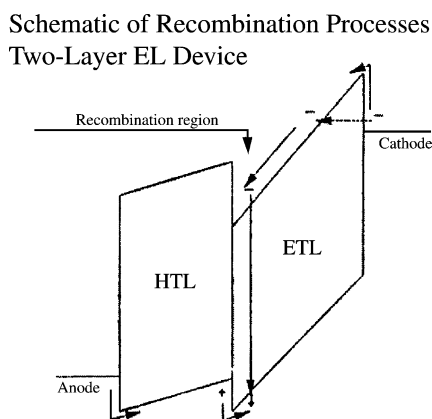 Schematic of Recombination Processes
Two-Layer EL Device
Recombination region
Cathode
ETL
HTL
Anode